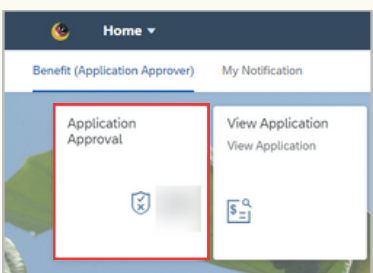 Home
Benefit (Application Approver) My Notification
Application
Approval
View Application
View Application